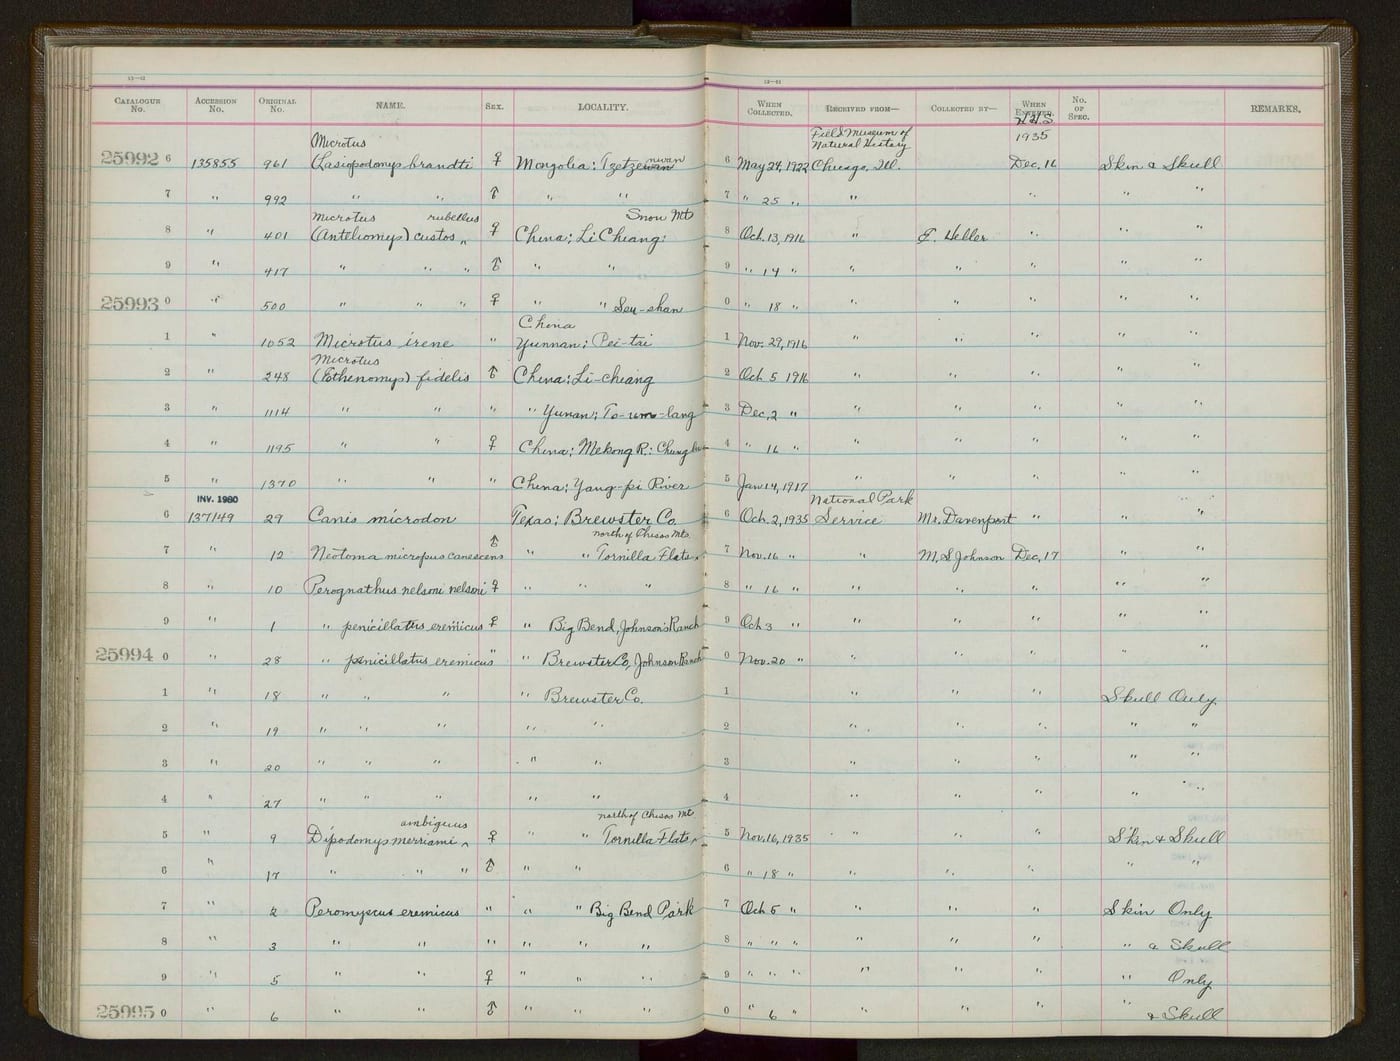 12—42
12—41
CATALOGUE No. ACCESSION No. ORIGINAL No. NAME. SEX. LOCALITY. WHEN COLLECTED. RECEIVED FROM— COLLECTED BY— WHEN ENTERED. No. OF SPEC. REMARKS.
H.H.S
Microtus Field Museum of Natural History 1935
25992 6 135855 961 (Lasiopodomys brandti ♀ Mongolia: Tzetzenwan nwan 6 May 24, 1922 Chicago, Ill. Dec. 16 Skin & Skull
7 " 992 " " ♂ " " 7 " 25 " " " " "
Microtus rubellus Snow Mt
8 " 401 (Anteliomys) custos ^ ♀ China; Li Chiang: 8 Oct. 13, 1916 " E. Heller " " "
9 " 417 " " " ♂ " " 9 " 14 " " " " " "
25993 0 " 500 " " " ♀ " " Seu-shan 0 " 18 " " " " " "
China
1 " 1052 Microtus irene " Yunnan; Pei-tai 1 Nov. 29, 1916 " " " " "
Microtus
2 " 248 (Eothenomys) fidelis ♂ China: Li-chiang 2 Oct. 5 1916 " " " " "
3 " 1114 " " " " Yunan; To-um-lang 3 Dec. 2 " " " " " "
4 " 1195 " " ♀ China; Mekong R.: Chung 4 " 16 " " " " " "
5 " 1370 " " " China; Yang-pi River 5 Jan 14, 1917 " " " " "
INV. 1980 National Park
6 137149 29 Canis microdon Texas: Brewster Co. 6 Oct. 2, 1935 Service Mr. Davenport " " "
north of Chisos Mts.
7 " 12 Neotoma micropus canescens ♂ " " Tornilla Flats ^ 7 Nov. 16 " " M. S Johnson Dec. 17
8 " 10 Perognathus nelsoni nelsoni ♀ " " " 8 " 16 " " " " " "
9 " 1 " penicillatus eremicus ♀ " Big Bend, Johnson's Ranch 9 Oct 3 " " " " " "
25994 0 " 28 " penicillatus eremicus " " Brewster Co, Johnson Ranch 0 Nov. 20 " " " " " "
1 " 18 " " " " Brewster Co. 1 " " " Skull Only
2 " 19 " " " " " 2 " " " " "
3 " 20 " " " " " 3 " " " " "
4 " 27 " " " " " 4 " " " " "
ambiguus north of Chisos Mt
5 " 9 Dipodomys merriami ^ ♀ " " Tornilla Flats ^ 5 Nov. 16, 1935 " " " Skin & Skull
6 " 17 " " " ♂ " " 6 " 18 " " " " " "
7 " 2 Peromyscus eremicus " " " Big Bend Park 7 Oct 5 " " " " Skin Only
8 " 3 " " " " " " 8 " " " " " " " & Skull
9 " 5 " " ♀ " " " 9 " " " " " " " Only
25995 0 " 6 " " ♂ " " " 0 " 6 " " " " " & Skull